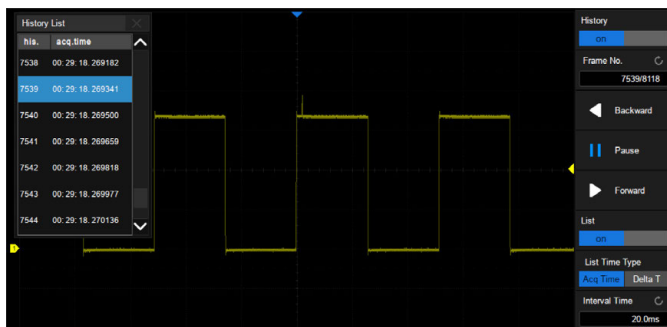 History List
his. acq.time
7538 00: 29: 18. 269182
7539 00: 29: 18. 269341
7540 00: 29: 18. 269500
7541 00: 29: 18. 269659
7542 00: 29: 18. 269818
7543 00: 29: 18. 269977
7544 00: 29: 18. 270136
History
on
Frame No.
7539/8118
Backward
Pause
Forward
List
on
List Time Type
Acq Time Delta T
Interval Time
20.0ms